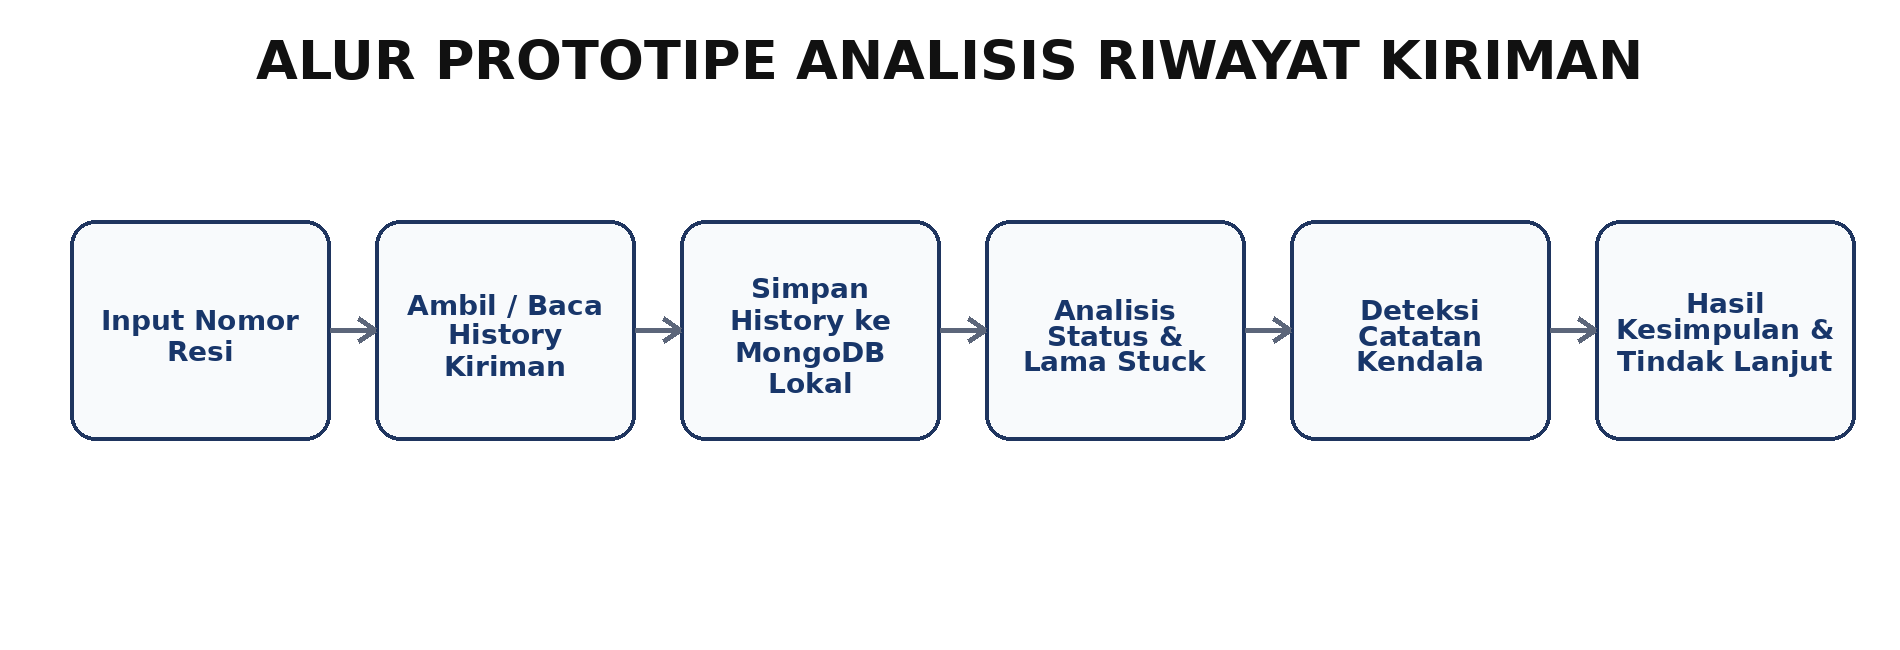 ALUR PROTOTIPE ANALISIS RIWAYAT KIRIMAN
Input Nomor
Resi
Ambil / Baca
History
Kiriman
Simpan
History ke
MongoDB
Lokal
Analisis
Status &
Lama Stuck
Deteksi
Catatan
Kendala
Hasil
Kesimpulan &
Tindak Lanjut